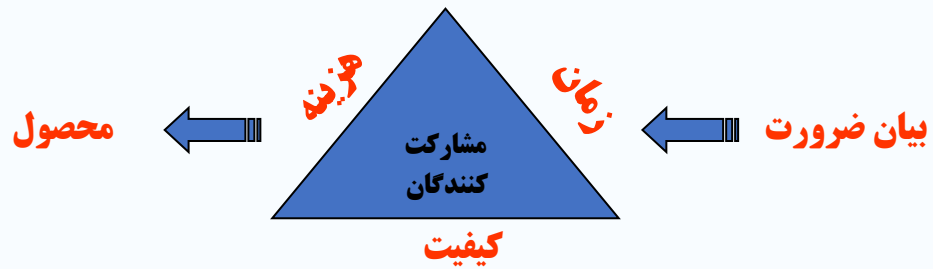 بیان ضرورت
زمان
هزینه
مشارکت
کنندگان
محصول
کیفیت